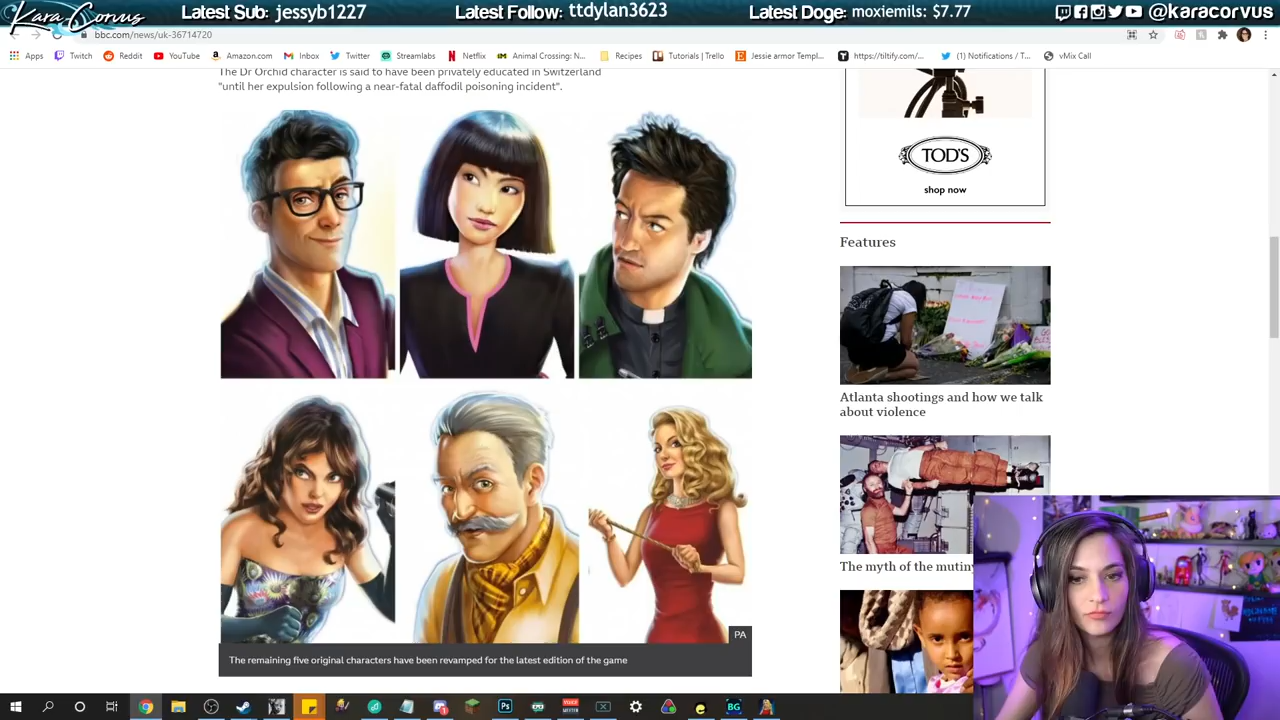 Kara Corvus
Latest Sub: jessyb1227
Latest Follow: ttdylan3623
Latest Doge: moxiemils: $7.77
@karacorvus
bbc.com/news/uk-36714720
Apps
Twitch
Reddit
YouTube
Amazon.com
Inbox
Twitter
Streamlabs
Netflix
Animal Crossing: N...
Recipes
Tutorials | Trello
Jessie armor Templ...
https://tiltify.com/...
(1) Notifications / T...
vMix Call
The Dr Orchid character is said to have been privately educated in Switzerland
"until her expulsion following a near-fatal daffodil poisoning incident".
TOD'S
shop now
Features
Atlanta shootings and how we talk
about violence
The myth of the mutiny
PA
The remaining five original characters have been revamped for the latest edition of the game